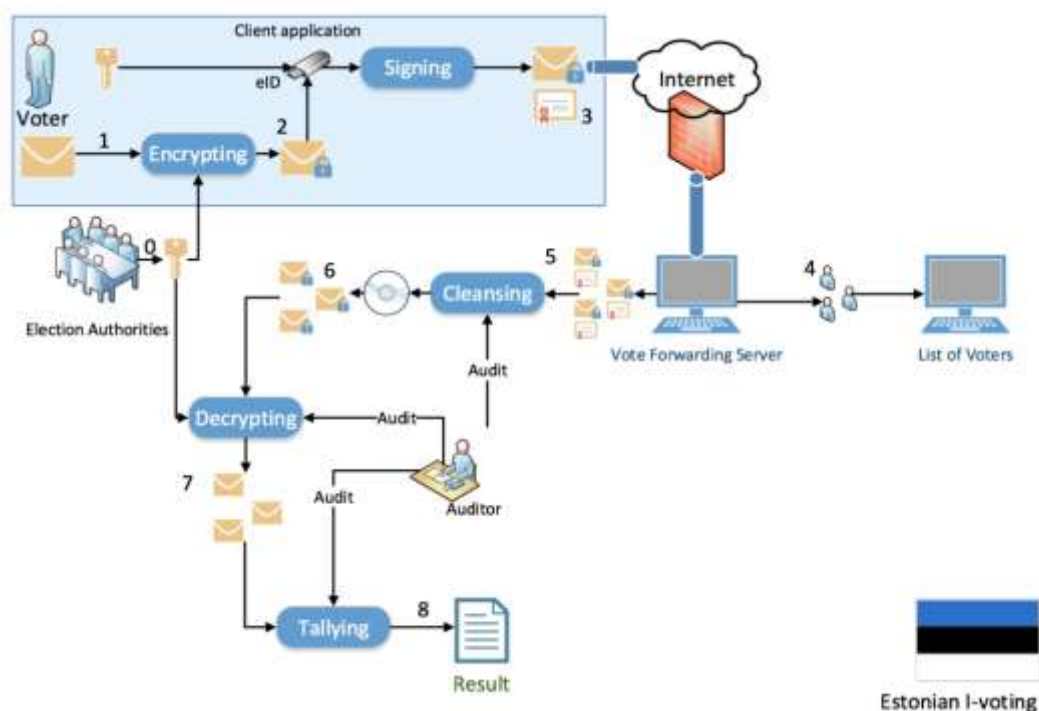 Client application
eID
Signing
Internet
Voter
1
Encrypting
2
3
0
Election Authorities
6
Cleansing
5
4
Vote Forwarding Server
List of Voters
Audit
Decrypting
Audit
7
Audit
Auditor
Tallying
8
Result
Estonian I-voting